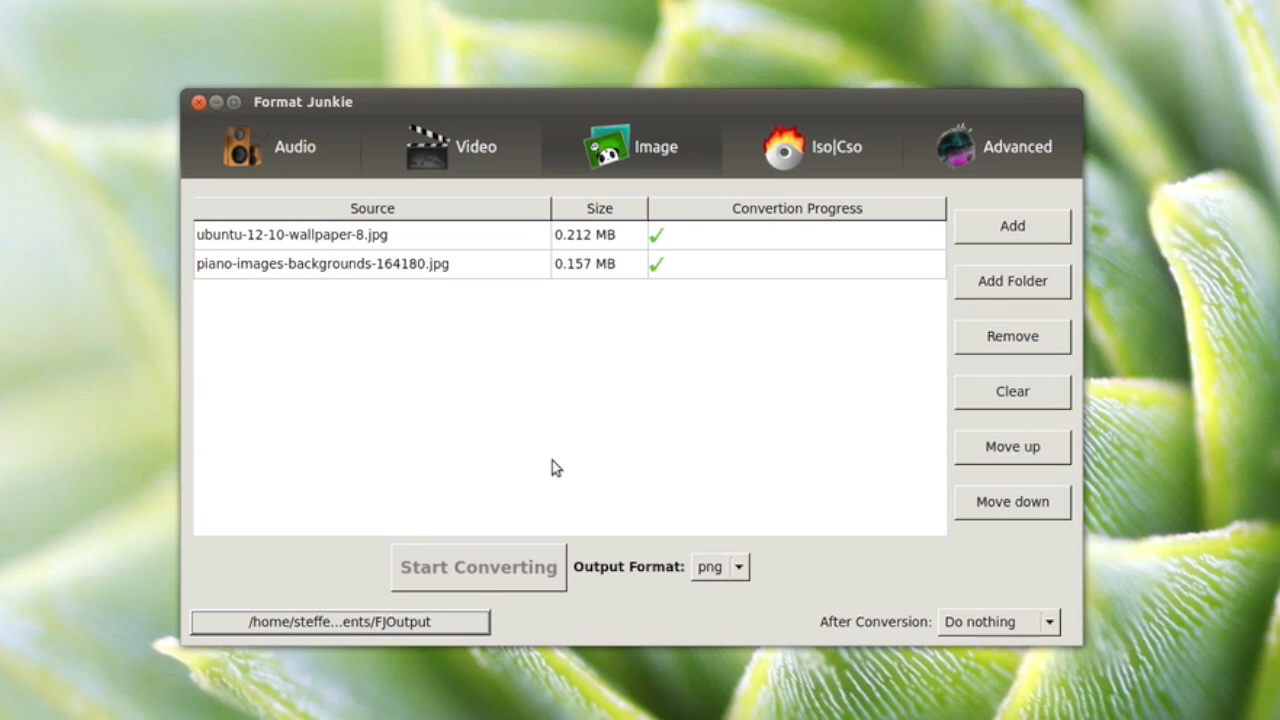 Format Junkie
Audio Video Image Iso|Cso Advanced
Source Size Convertion Progress
ubuntu-12-10-wallpaper-8.jpg 0.212 MB
piano-images-backgrounds-164180.jpg 0.157 MB
Add
Add Folder
Remove
Clear
Move up
Move down
Start Converting Output Format: png
/home/steffe...ents/FJOutput After Conversion: Do nothing